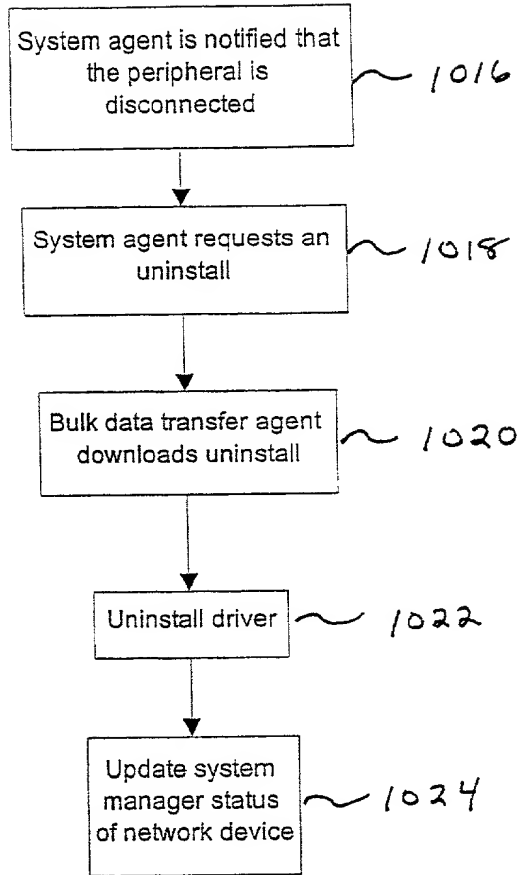 System agent is notified that
the peripheral is
disconnected
1016
System agent requests an
uninstall
1018
Bulk data transfer agent
downloads uninstall
1020
Uninstall driver
1022
Update system
manager status
of network device
1024